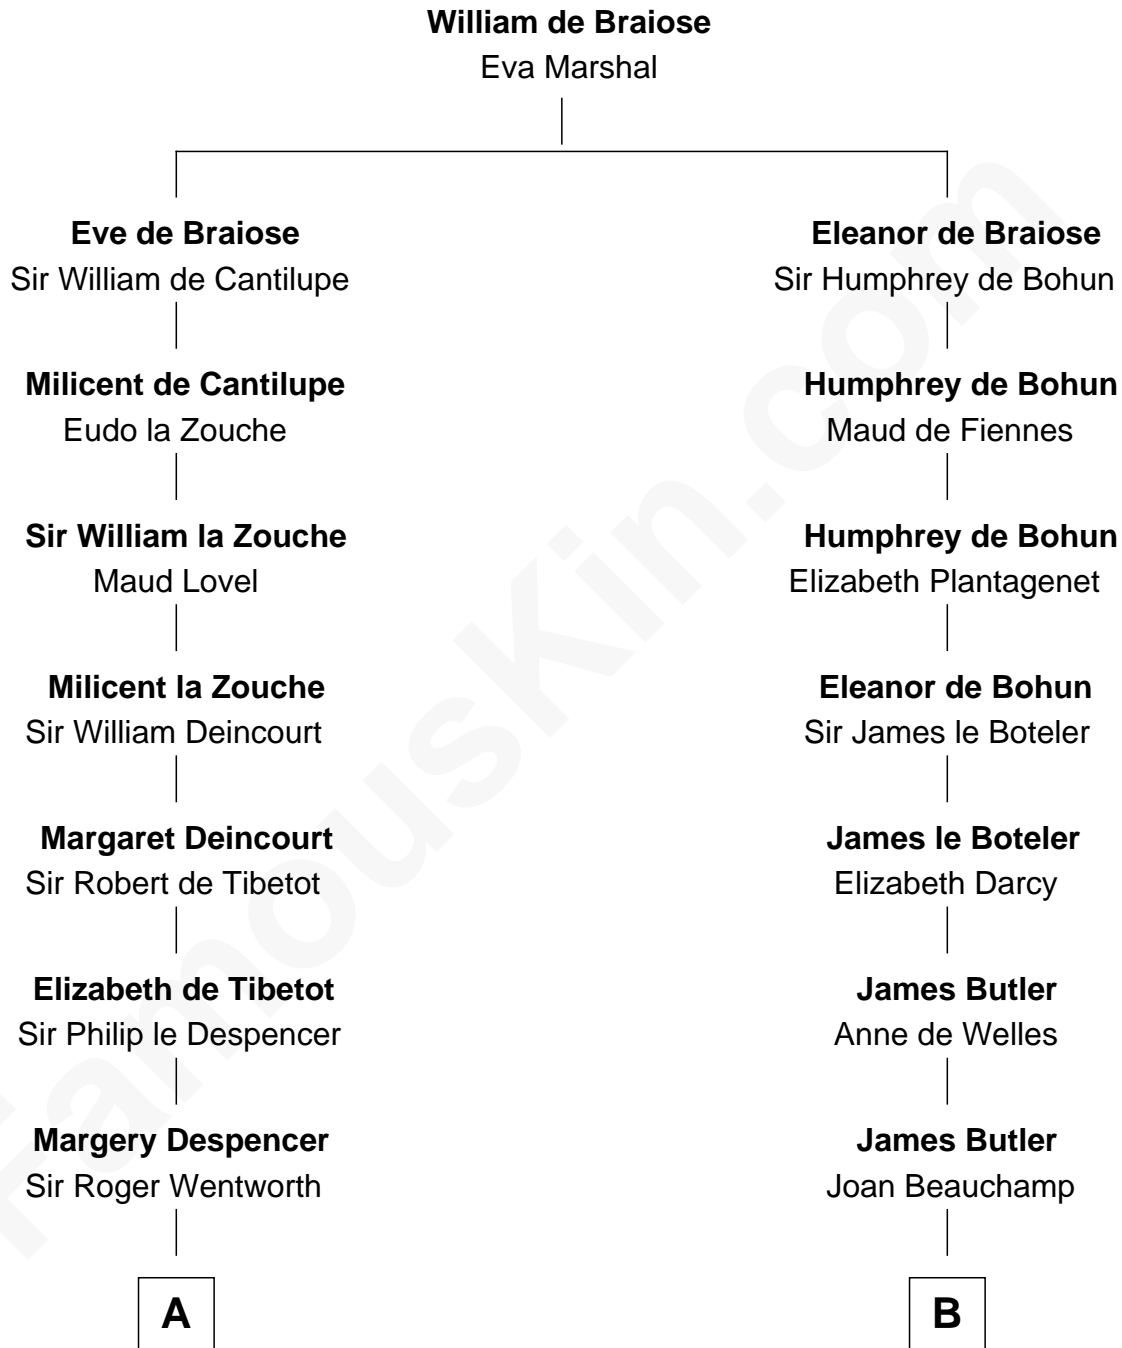 William de Braiose
Eva Marshal
Eve de Braiose
Sir William de Cantilupe
Eleanor de Braiose
Sir Humphrey de Bohun
Milicent de Cantilupe
Eudo la Zouche
Humphrey de Bohun
Maud de Fiennes
Sir William la Zouche
Maud Lovel
Humphrey de Bohun
Elizabeth Plantagenet
Milicent la Zouche
Sir William Deincourt
Eleanor de Bohun
Sir James le Boteler
Margaret Deincourt
Sir Robert de Tibetot
James le Boteler
Elizabeth Darcy
Elizabeth de Tibetot
Sir Philip le Despencer
James Butler
Anne de Welles
Margery Despencer
Sir Roger Wentworth
James Butler
Joan Beauchamp
A
B
FamousKin.com